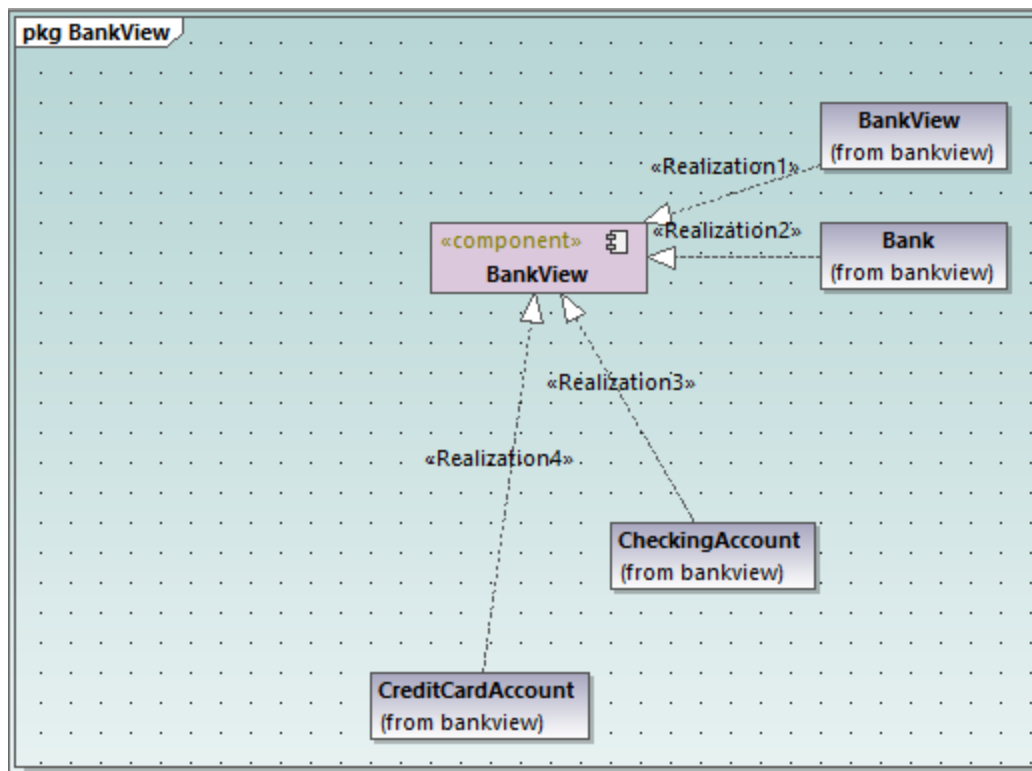 pkg BankView
BankView
(from bankview)
«Realization1»
«Realization2»
«component»
BankView
Bank
(from bankview)
«Realization3»
«Realization4»
CheckingAccount
(from bankview)
CreditCardAccount
(from bankview)